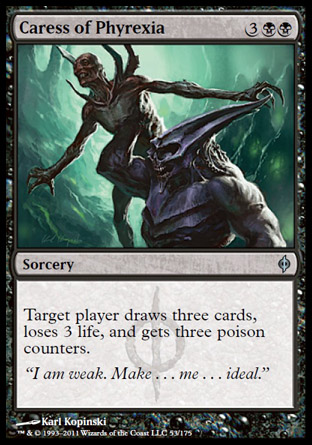 Caress of Phyrexia 3
Sorcery
Target player draws three cards,
loses 3 life, and gets three poison
counters.
“I am weak. Make . . . me . . . ideal.”
Karl Kopinski
™ & © 1993–2011 Wizards of the Coast LLC 53/175